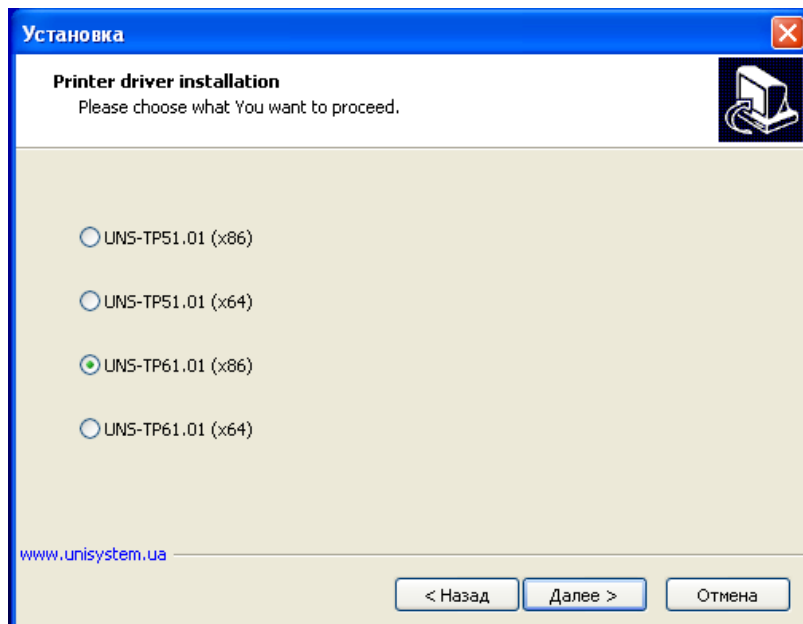 Установка
Printer driver installation
Please choose what You want to proceed.
UNS-TP51.01 (x86)
UNS-TP51.01 (x64)
UNS-TP61.01 (x86)
UNS-TP61.01 (x64)
www.unisystem.ua
< Назад
Далее >
Отмена